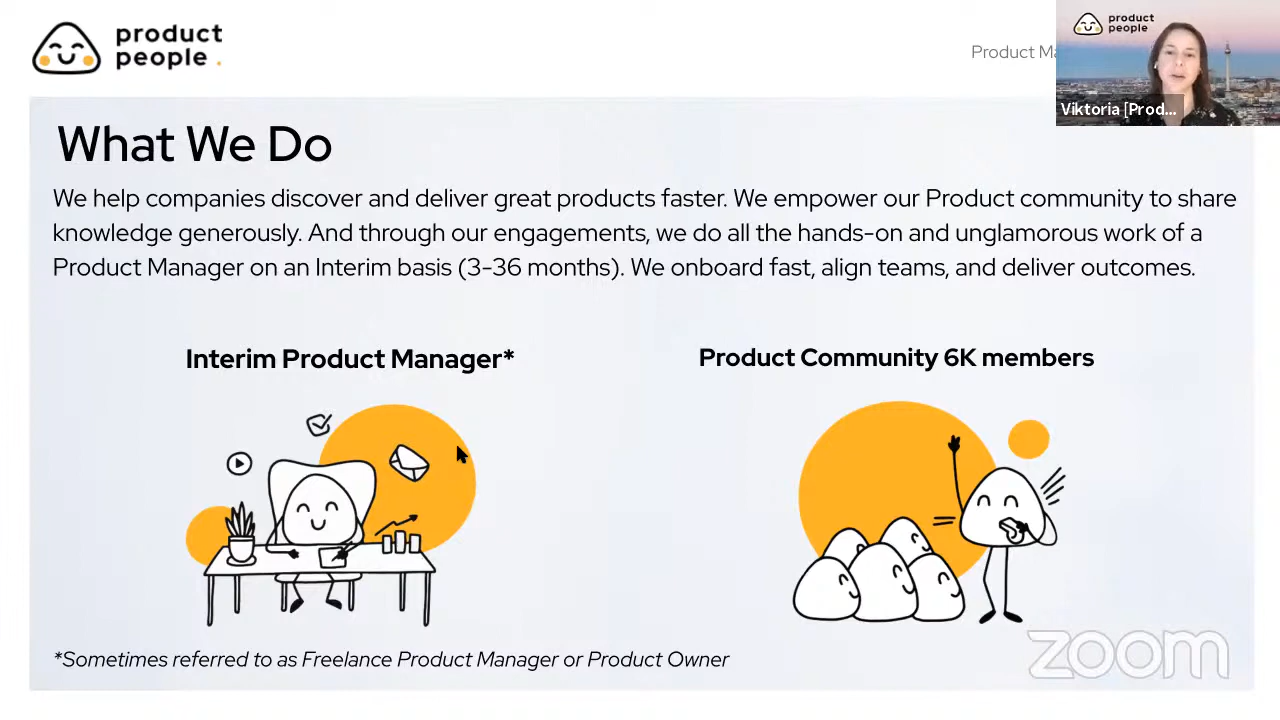 product
people.
Product Ma
product
people
Viktoria [Prod...
What We Do
We help companies discover and deliver great products faster. We empower our Product community to share
knowledge generously. And through our engagements, we do all the hands-on and unglamorous work of a
Product Manager on an Interim basis (3-36 months). We onboard fast, align teams, and deliver outcomes.
Interim Product Manager*
Product Community 6K members
*Sometimes referred to as Freelance Product Manager or Product Owner
zoom